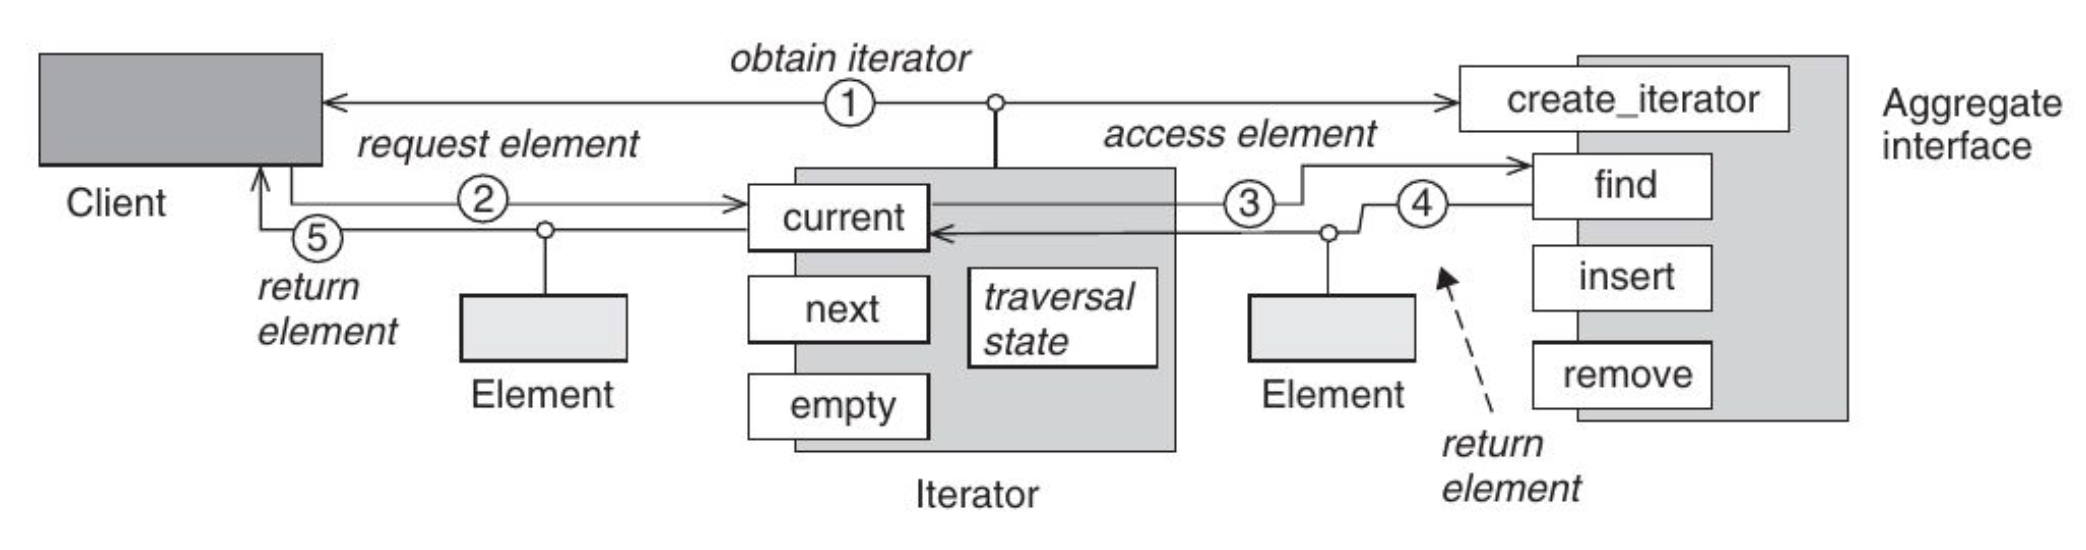 obtain iterator
1
create_iterator
Aggregate
interface
request element
access element
Client
2
current
3
4
find
5
return
element
next
traversal
state
insert
Element
empty
Element
remove
return
element
Iterator